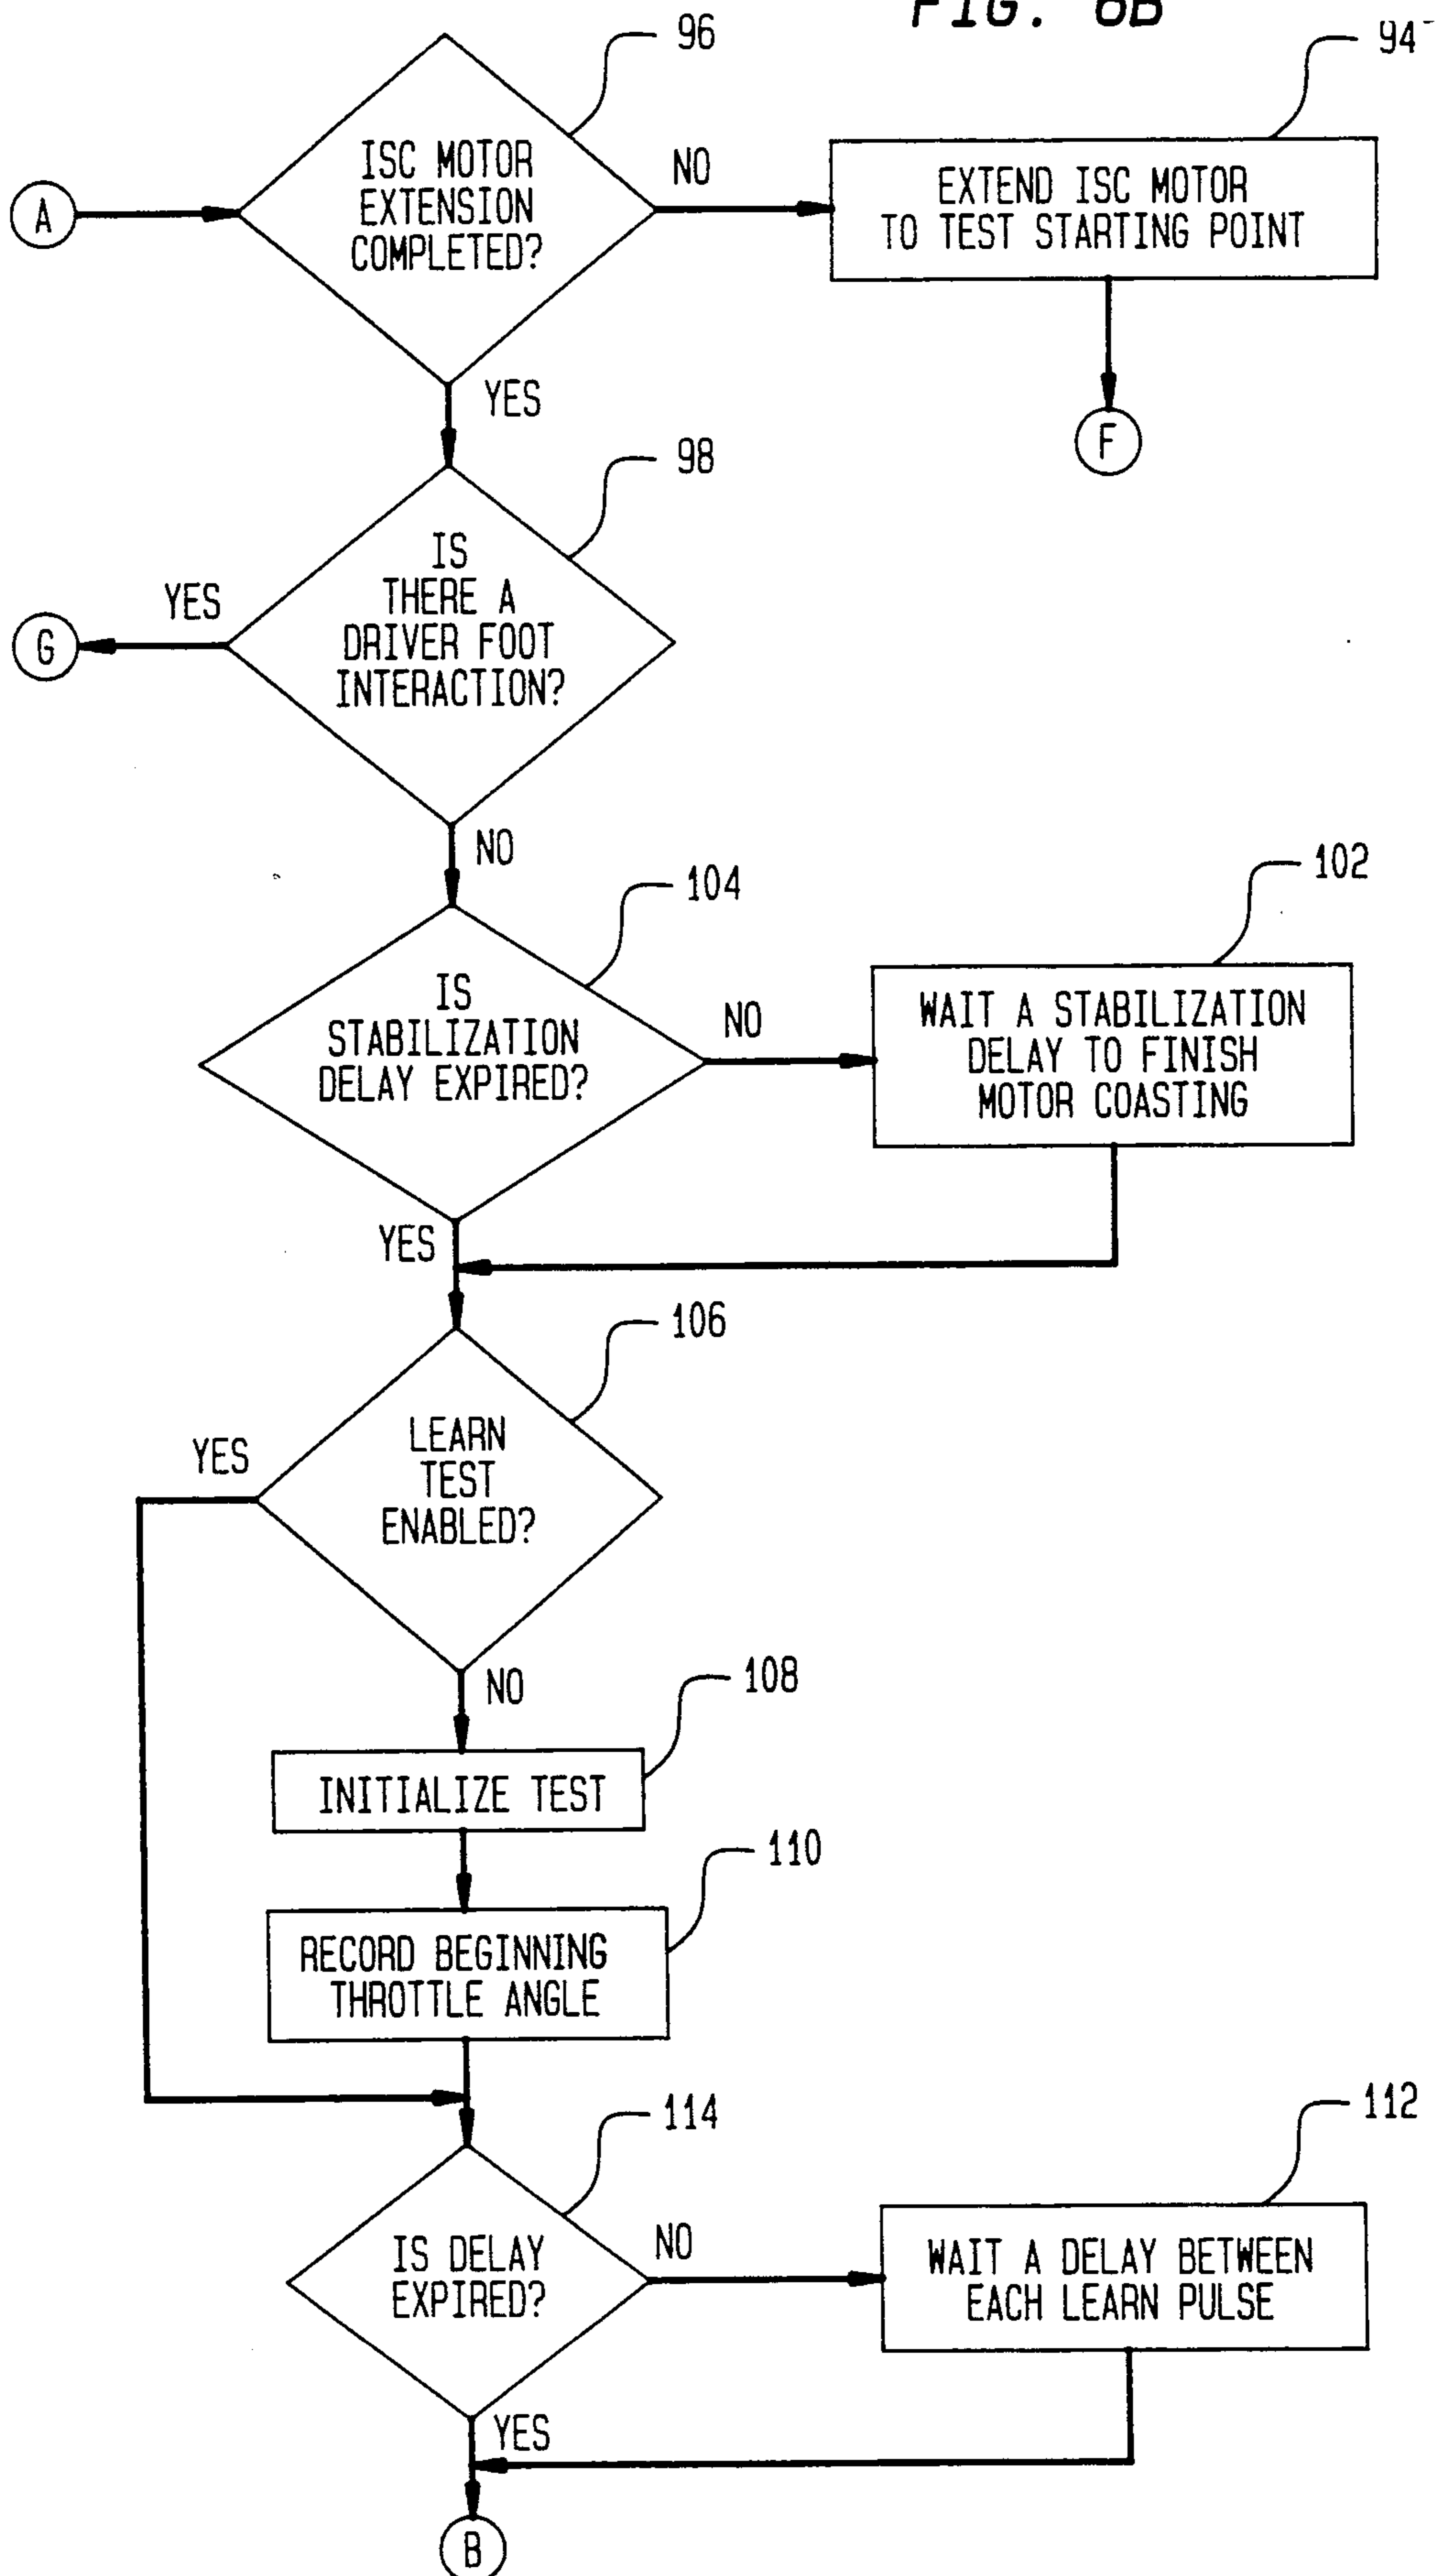 FIG. 6B
96
94
ISC MOTOR
EXTENSION
COMPLETED?
A
NO
EXTEND ISC MOTOR
TO TEST STARTING POINT
YES
F
98
IS
THERE A
DRIVER FOOT
INTERACTION?
YES
G
NO
104
102
IS
STABILIZATION
DELAY EXPIRED?
NO
WAIT A STABILIZATION
DELAY TO FINISH
MOTOR COASTING
YES
106
LEARN
TEST
ENABLED?
YES
NO
108
INITIALIZE TEST
110
RECORD BEGINNING
THROTTLE ANGLE
114
112
IS DELAY
EXPIRED?
NO
WAIT A DELAY BETWEEN
EACH LEARN PULSE
YES
B